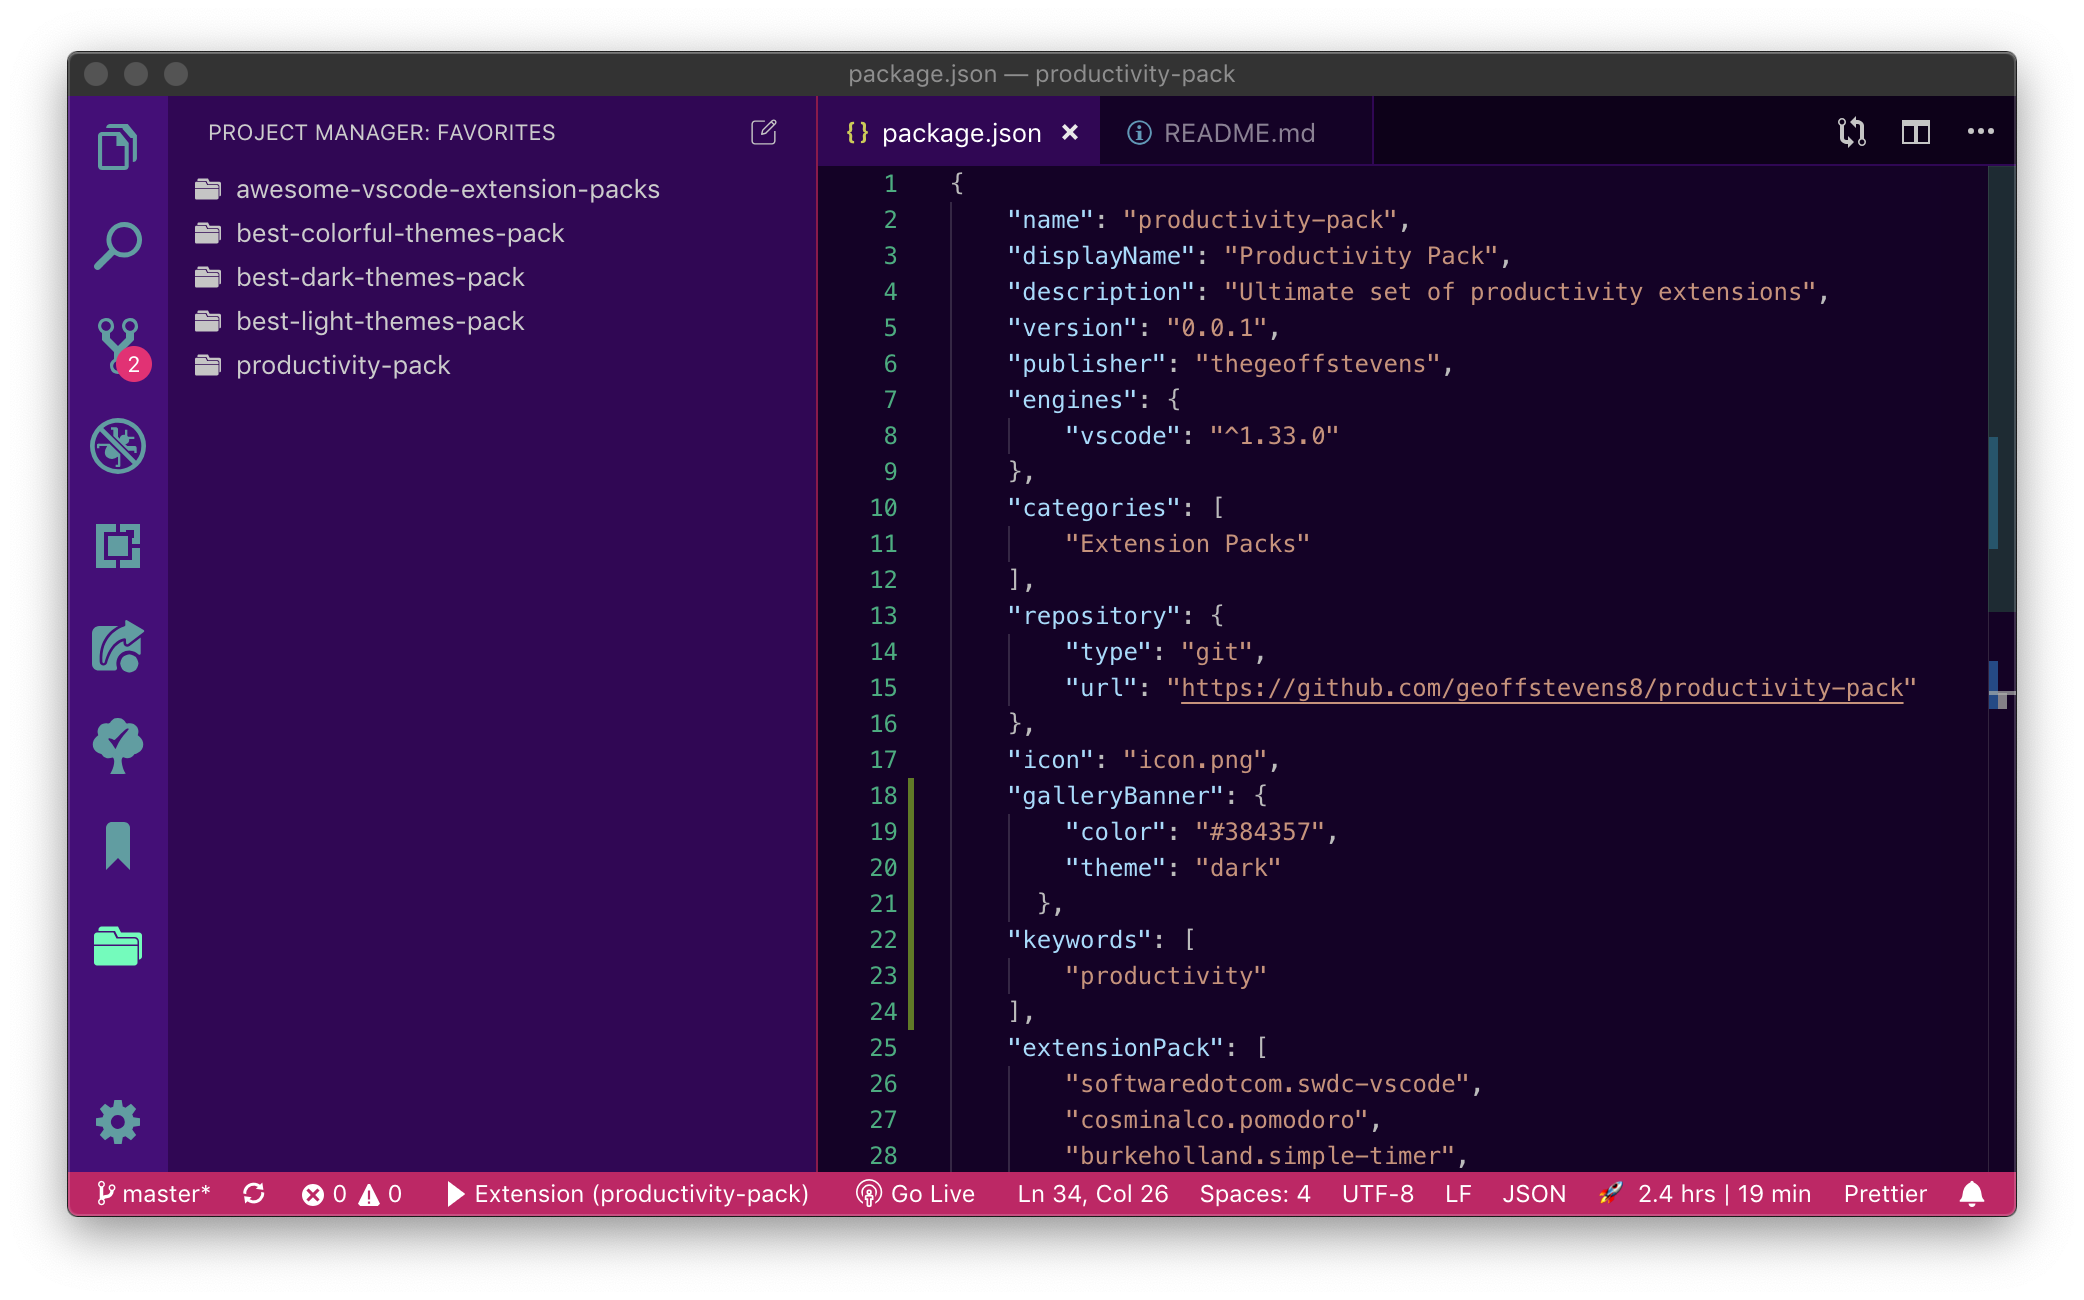 package.json — productivity-pack
PROJECT MANAGER: FAVORITES
awesome-vscode-extension-packs
best-colorful-themes-pack
best-dark-themes-pack
best-light-themes-pack
productivity-pack
2
{} package.json × README.md
1 {
2 "name": "productivity-pack",
3 "displayName": "Productivity Pack",
4 "description": "Ultimate set of productivity extensions",
5 "version": "0.0.1",
6 "publisher": "thegeoffstevens",
7 "engines": {
8 "vscode": "^1.33.0"
9 },
10 "categories": [
11 "Extension Packs"
12 ],
13 "repository": {
14 "type": "git",
15 "url": "https://github.com/geoffstevens8/productivity-pack"
16 },
17 "icon": "icon.png",
18 "galleryBanner": {
19 "color": "#384357",
20 "theme": "dark"
21 },
22 "keywords": [
23 "productivity"
24 ],
25 "extensionPack": [
26 "softwaredotcom.swdc-vscode",
27 "cosminalco.pomodoro",
28 "burkeholland.simple-timer",
master* 0 0 Extension (productivity-pack) Go Live Ln 34, Col 26 Spaces: 4 UTF-8 LF JSON 🚀 2.4 hrs | 19 min Prettier